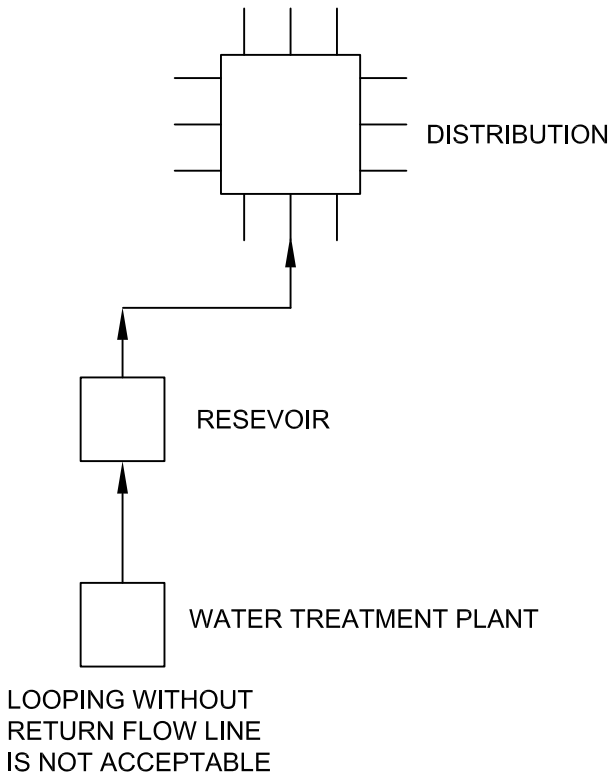 DISTRIBUTION
RESEVOIR
WATER TREATMENT PLANT
LOOPING WITHOUT
RETURN FLOW LINE
IS NOT ACCEPTABLE